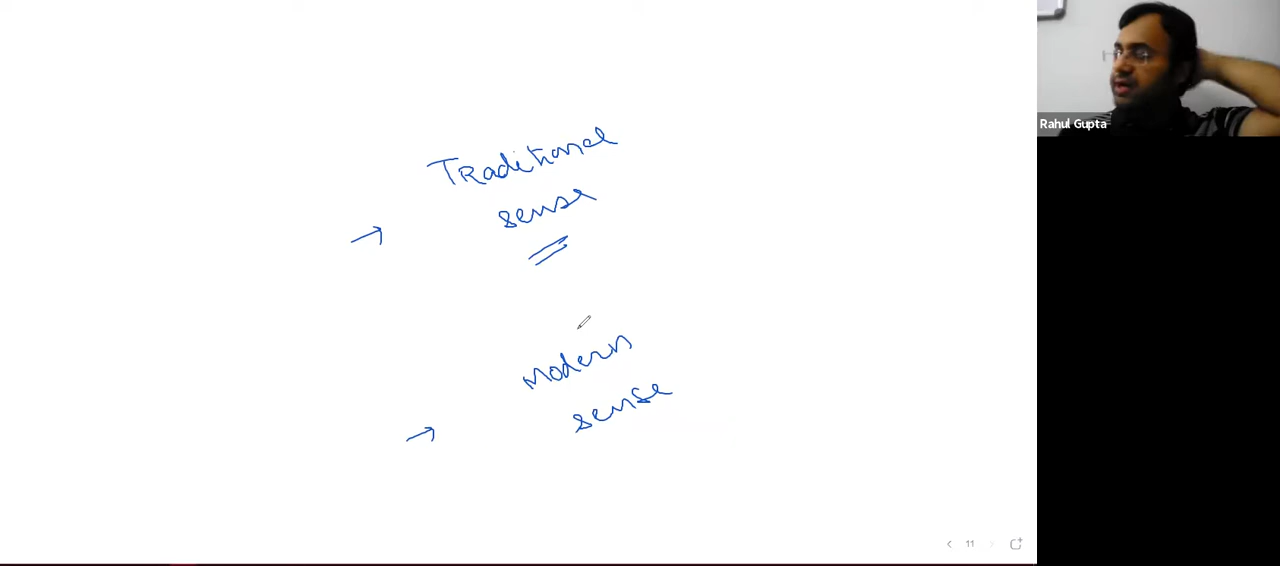 Traditional
sense
→
Modern
sense
→
Rahul Gupta
11